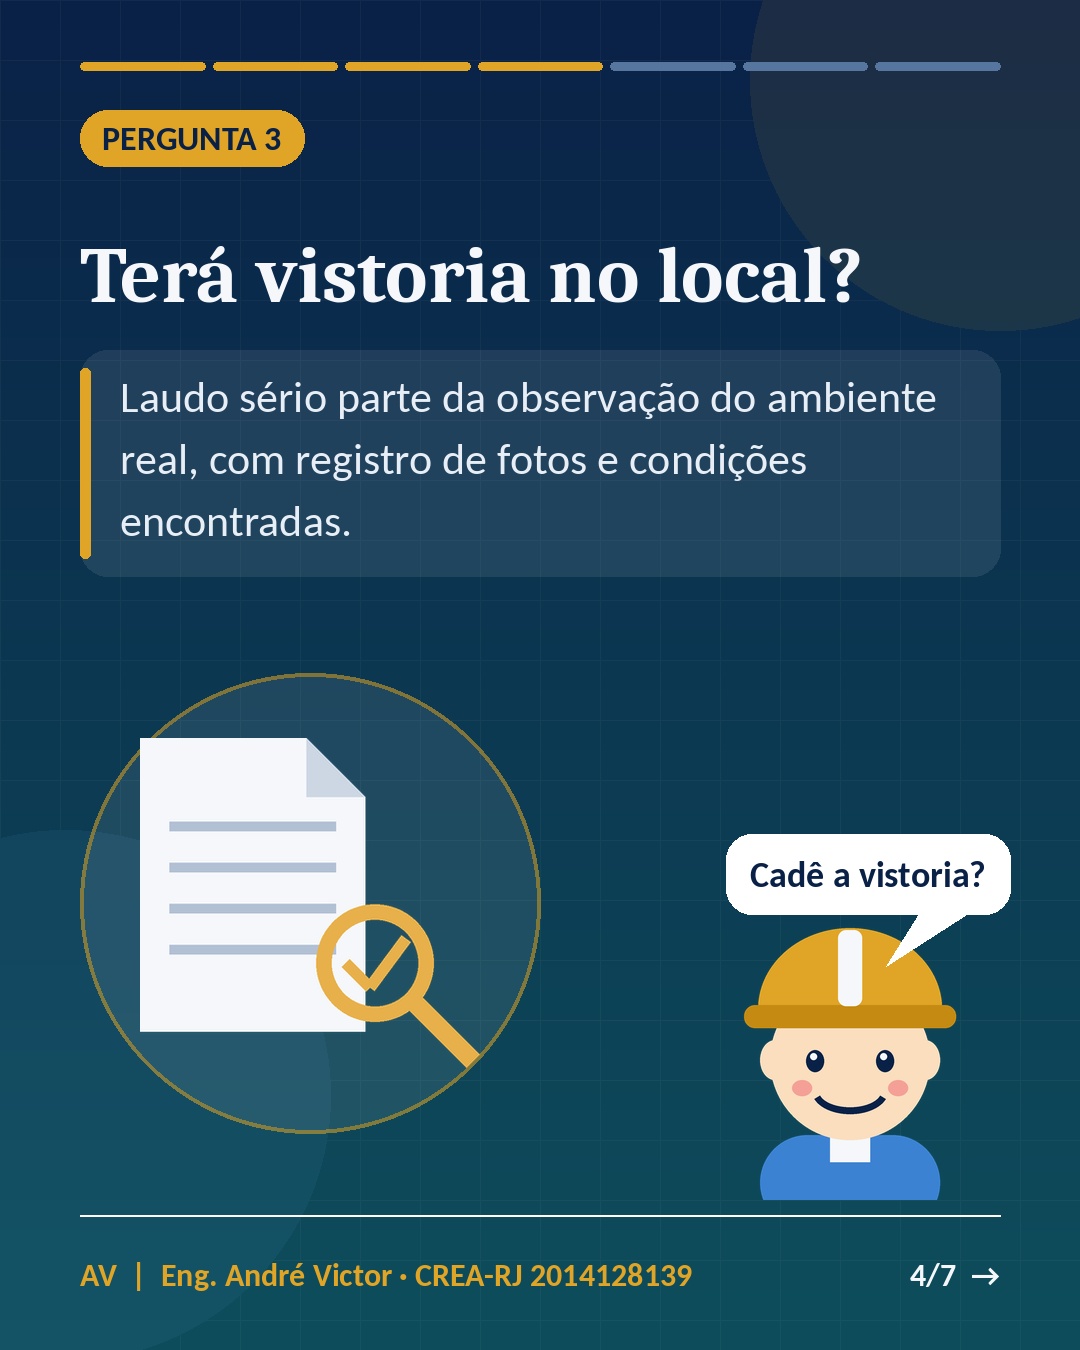 PERGUNTA 3
Terá vistoria no local?
Laudo sério parte da observação do ambiente
real, com registro de fotos e condições
encontradas.
Cadê a vistoria?
AV | Eng. André Victor · CREA-RJ 2014128139
4/7 →